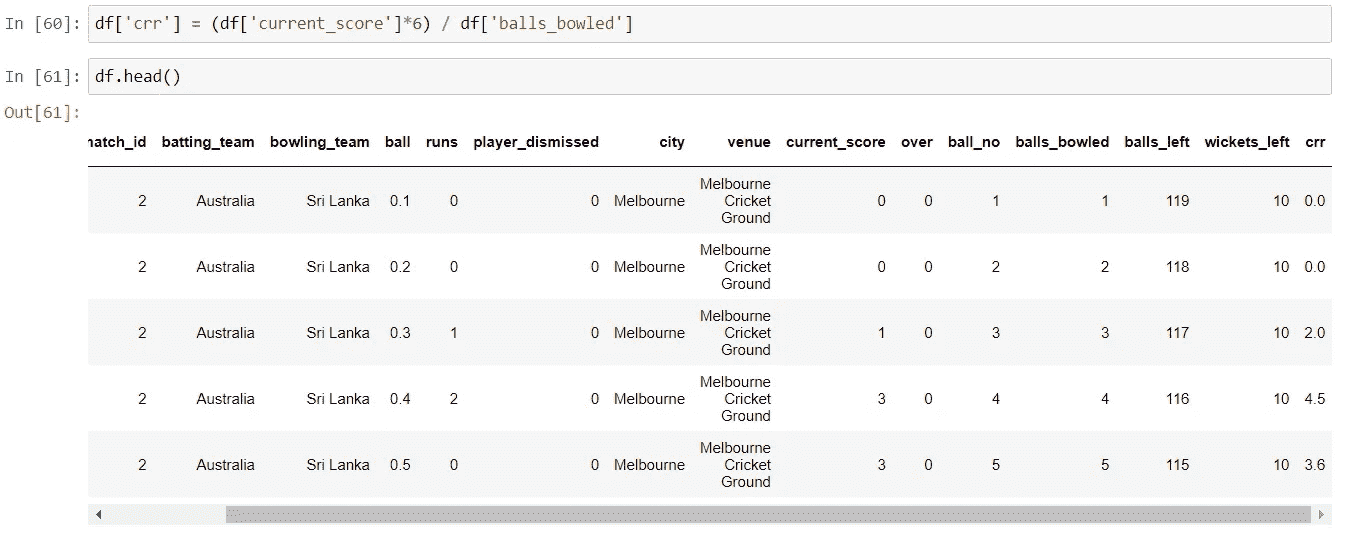 In [60]: df['crr'] = (df['current_score']*6) / df['balls_bowled']
In [61]: df.head()
Out[61]:
natch_id batting_team bowling_team ball runs player_dismissed city venue current_score over ball_no balls_bowled balls_left wickets_left crr
2 Australia Sri Lanka 0.1 0 0 Melbourne Melbourne Cricket Ground 0 0 1 1 119 10 0.0
2 Australia Sri Lanka 0.2 0 0 Melbourne Melbourne Cricket Ground 0 0 2 2 118 10 0.0
2 Australia Sri Lanka 0.3 1 0 Melbourne Melbourne Cricket Ground 1 0 3 3 117 10 2.0
2 Australia Sri Lanka 0.4 2 0 Melbourne Melbourne Cricket Ground 3 0 4 4 116 10 4.5
2 Australia Sri Lanka 0.5 0 0 Melbourne Melbourne Cricket Ground 3 0 5 5 115 10 3.6